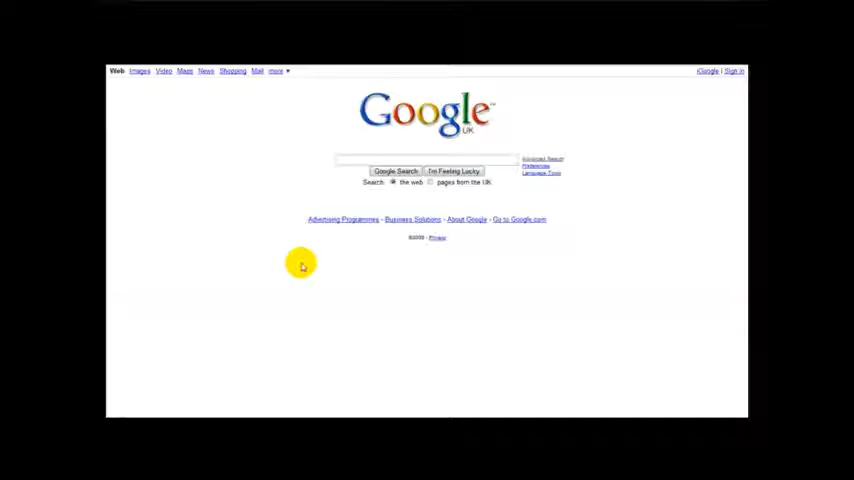 Web Images Video Maps News Shopping Mail more ▼ iGoogle | Sign in
Google™
UK
Advanced Search
Preferences
Language Tools
Google Search I'm Feeling Lucky
Search: the web pages from the UK
Advertising Programmes - Business Solutions - About Google - Go to Google.com
©2009 - Privacy